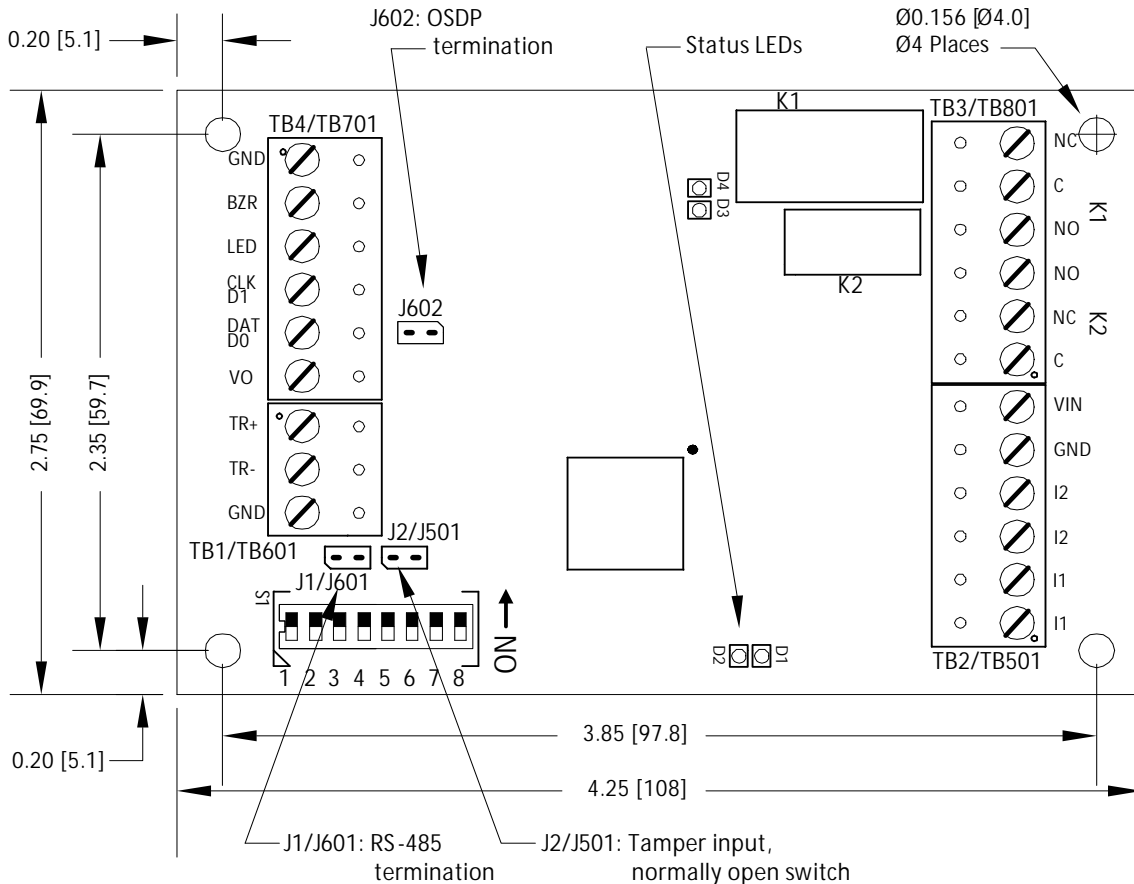 J602: OSDP
termination
Status LEDs
Ø0.156 [Ø4.0]
Ø4 Places
0.20 [5.1]
2.75 [69.9]
2.35 [59.7]
TB4/TB701
GND
BZR
LED
CLK
D1
DAT
D0
VO
TR+
TR-
GND
TB1/TB601
J602
J2/J501
J1/J601
S1
1 2 3 4 5 6 7 8
NO
K1
D4
D3
K2
D2
D1
TB3/TB801
NC
C
NO
K1
NO
NC
K2
C
VIN
GND
I2
I2
I1
I1
TB2/TB501
0.20 [5.1]
3.85 [97.8]
4.25 [108]
J1/J601: RS-485
termination
J2/J501: Tamper input,
normally open switch